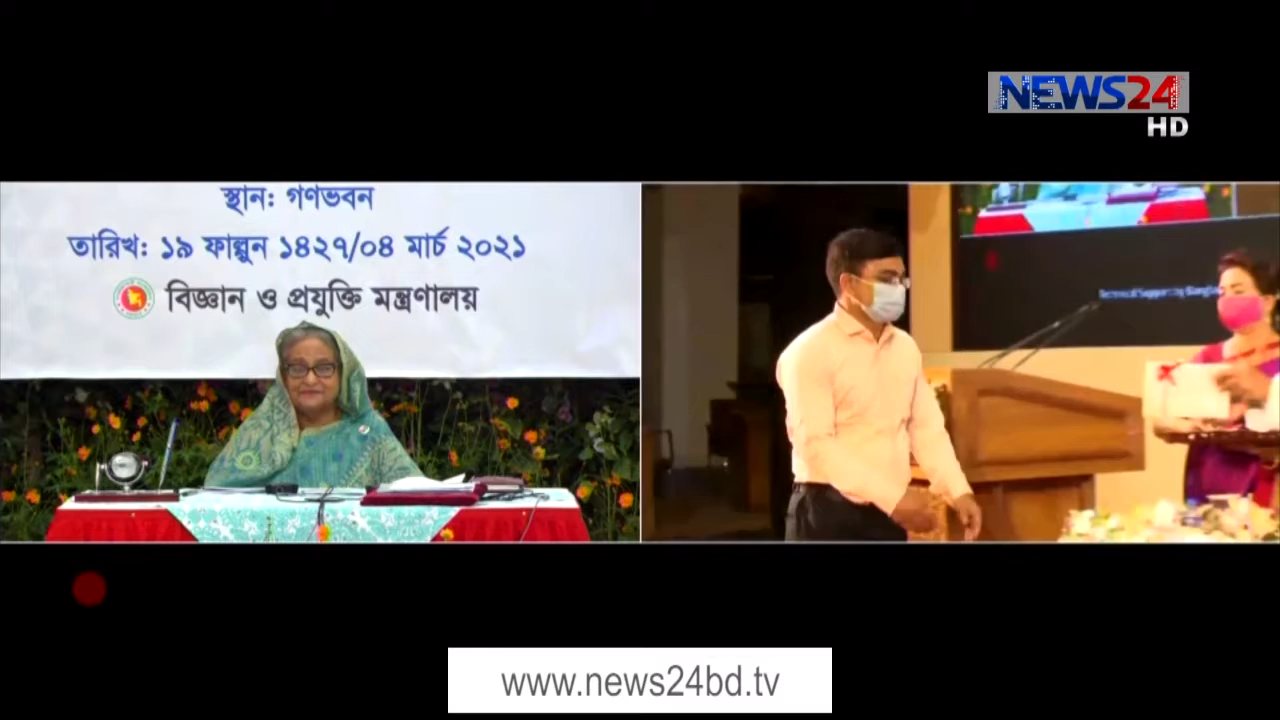 NEWS24
HD
স্থান: গণভবন
তারিখ: ১৯ ফাল্গুন ১৪২৭/০৪ মার্চ ২০২১
বিজ্ঞান ও প্রযুক্তি মন্ত্রণালয়
www.news24bd.tv